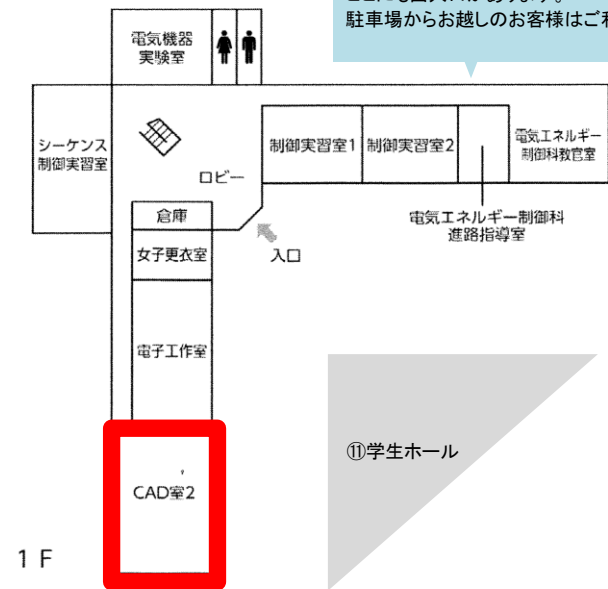 駐車場からお越しのお客様はご利
電気機器
実験室
シーケンス
制御実習室
制御実習室1
制御実習室2
電気エネルギー
制御科教官室
ロビー
倉庫
電気エネルギー制御科
進路指導室
女子更衣室
入口
電子工作室
⑪学生ホール
CAD室2
1 F